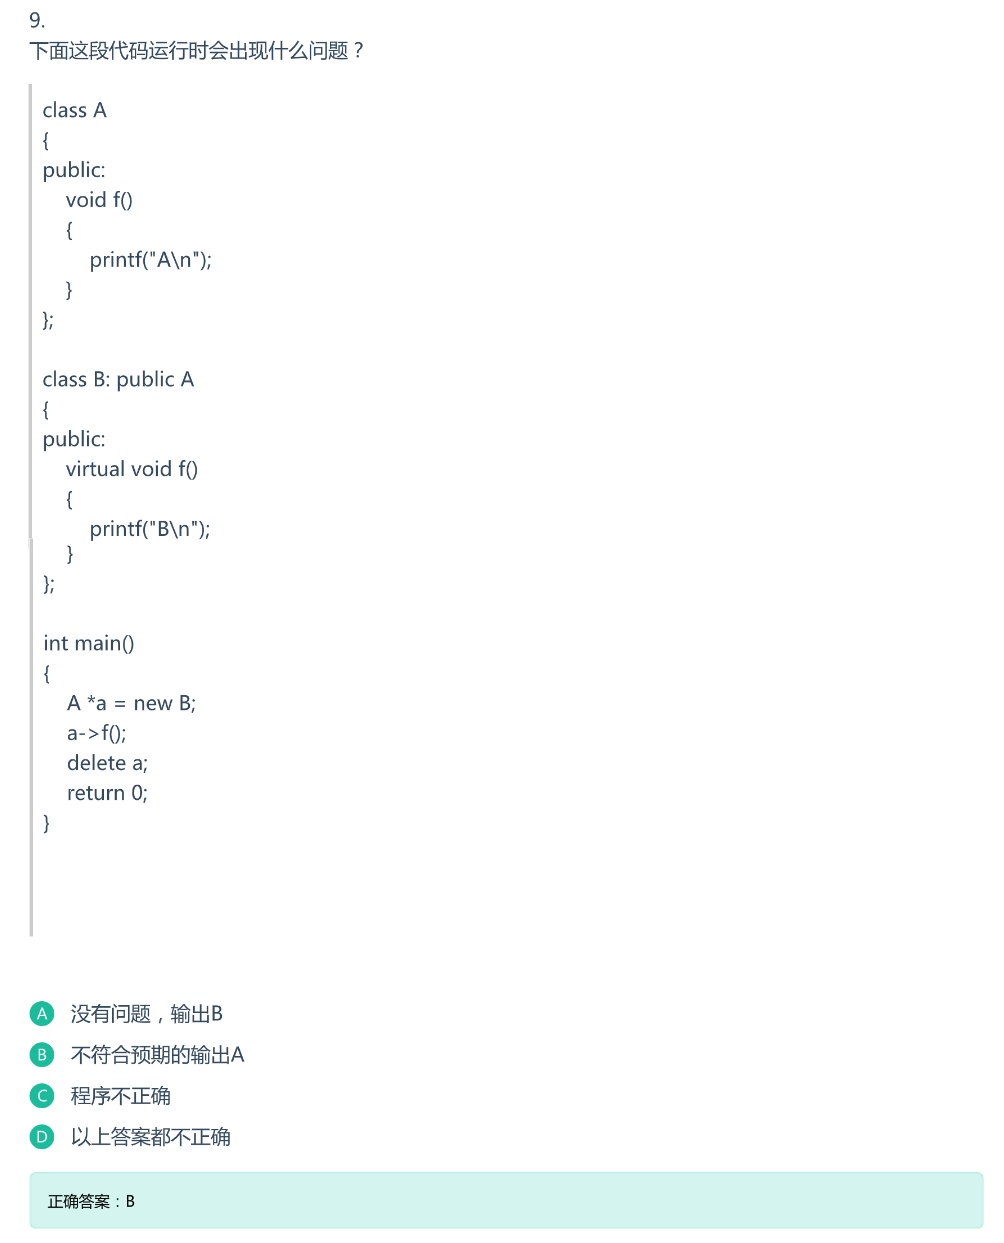 9.
下面这段代码运行时会出现什么问题？
class A
{
public:
void f()
{
printf("A\n");
}
};
class B: public A
{
public:
virtual void f()
{
printf("B\n");
}
};
int main()
{
A *a = new B;
a->f();
delete a;
return 0;
}
A 没有问题，输出B
B 不符合预期的输出A
C 程序不正确
D 以上答案都不正确
正确答案：B